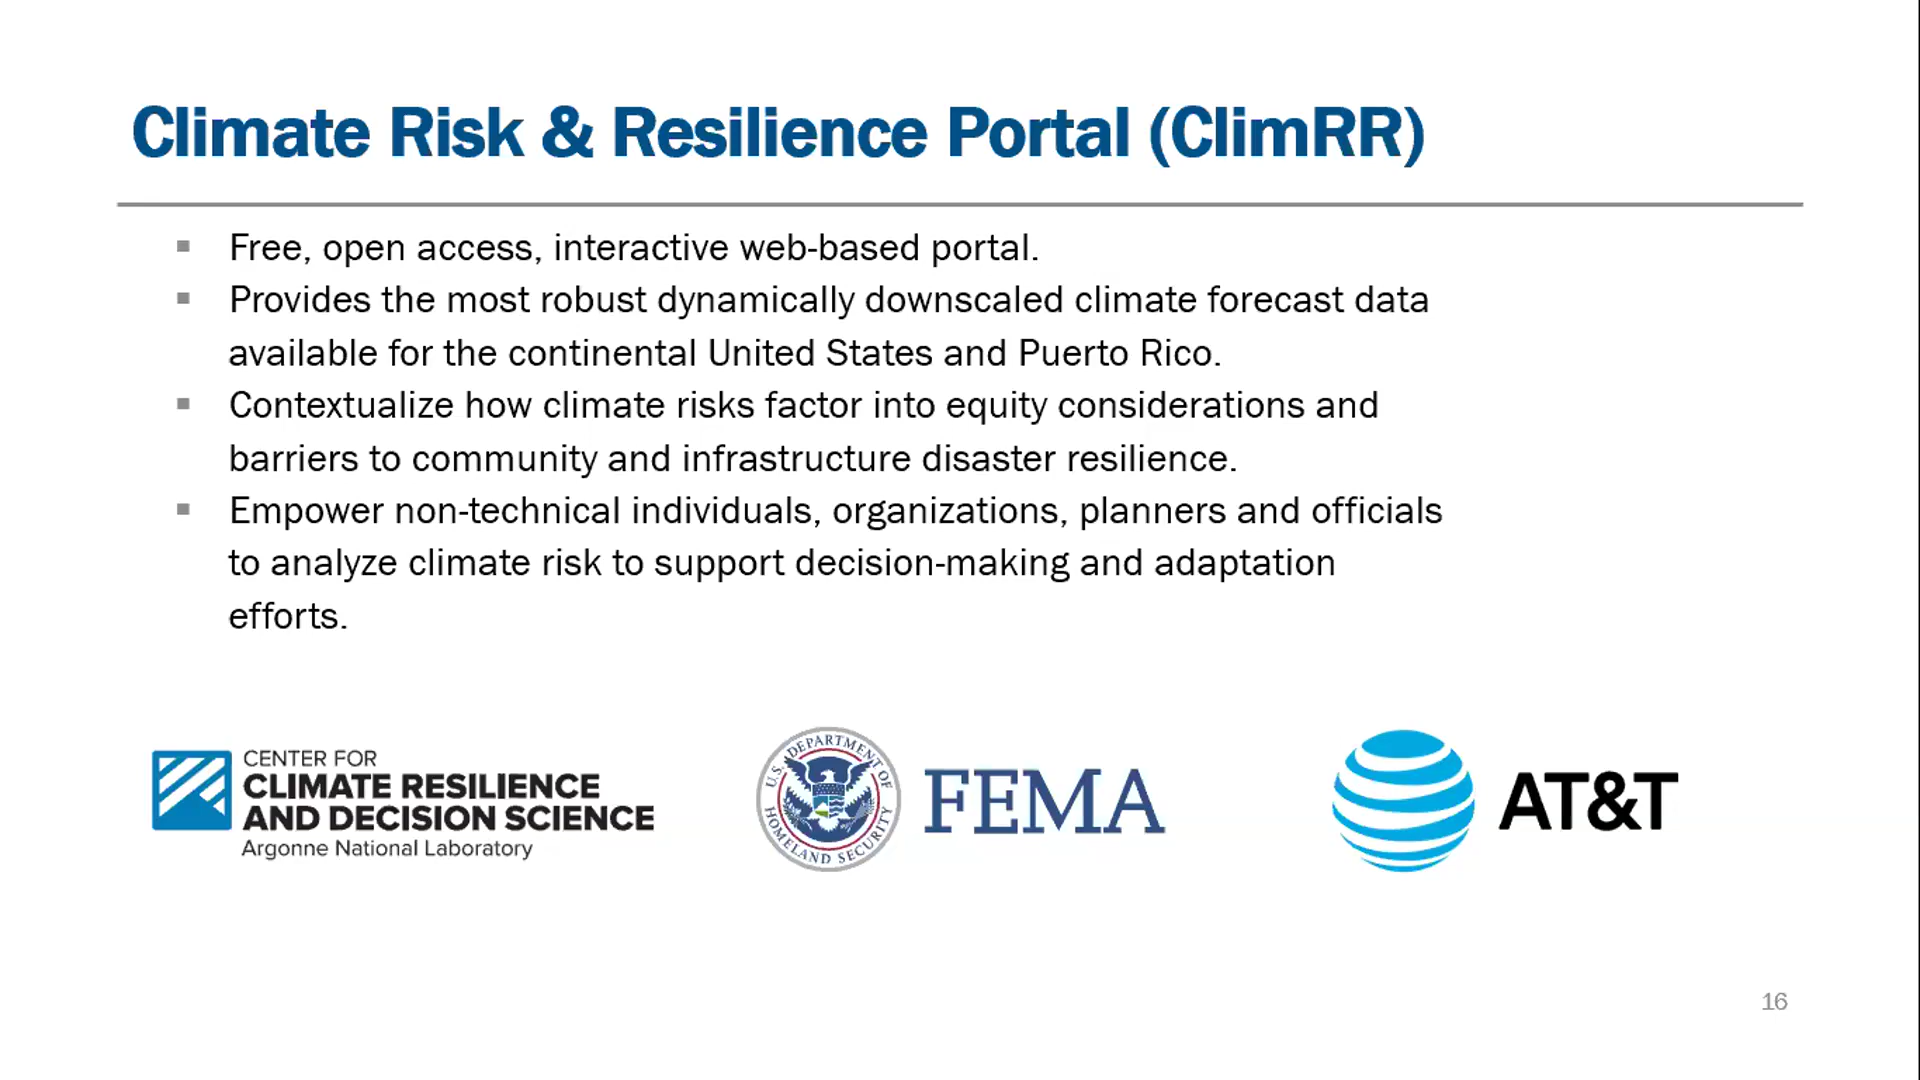 Climate Risk & Resilience Portal (ClimRR)
Free, open access, interactive web-based portal.
Provides the most robust dynamically downscaled climate forecast data
available for the continental United States and Puerto Rico.
Contextualize how climate risks factor into equity considerations and
barriers to community and infrastructure disaster resilience.
Empower non-technical individuals, organizations, planners and officials
to analyze climate risk to support decision-making and adaptation
efforts.
CENTER FOR
CLIMATE RESILIENCE
AND DECISION SCIENCE
Argonne National Laboratory
U.S. DEPARTMENT OF
HOMELAND SECURITY
FEMA
AT&T
16